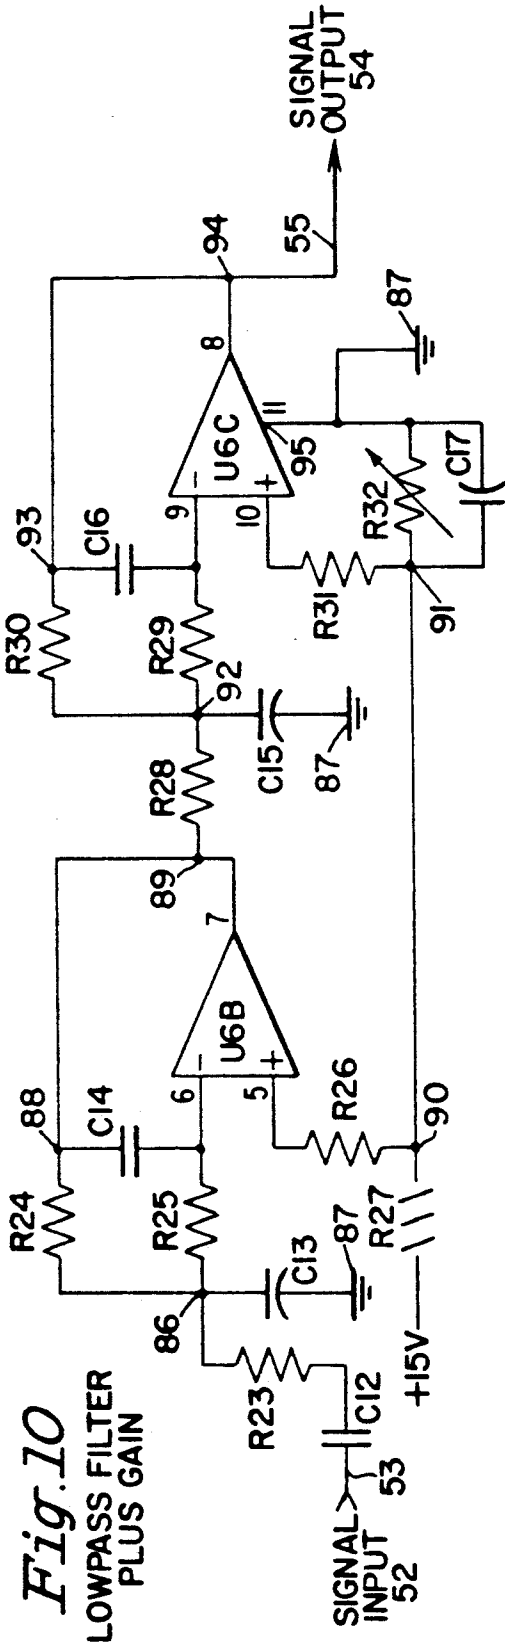 Fig. 10
LOWPASS FILTER
PLUS GAIN
SIGNAL
INPUT
52
53
C12
R23
86
R24
R25
C13
87
88
C14
6
5
U6B
-
+
7
R26
+15V
R27
90
89
R28
92
C15
87
R30
R29
93
C16
9
10
U6C
-
+
8
11
95
R31
91
R32
C17
87
94
55
SIGNAL
OUTPUT
54